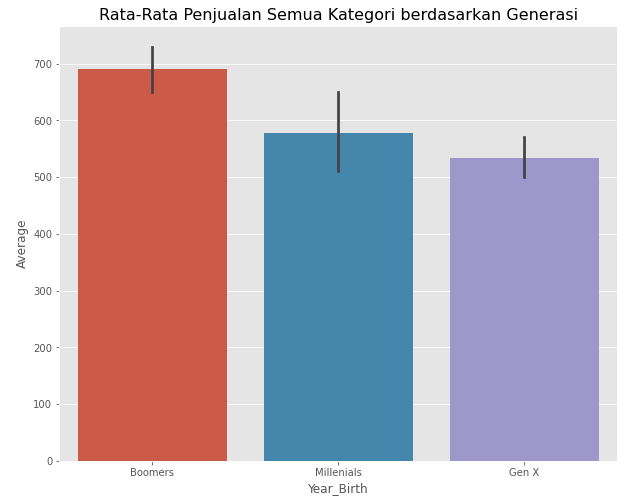 Rata-Rata Penjualan Semua Kategori berdasarkan Generasi
700
600
500
400
300
200
100
0
Average
Boomers
Millenials
Gen X
Year_Birth